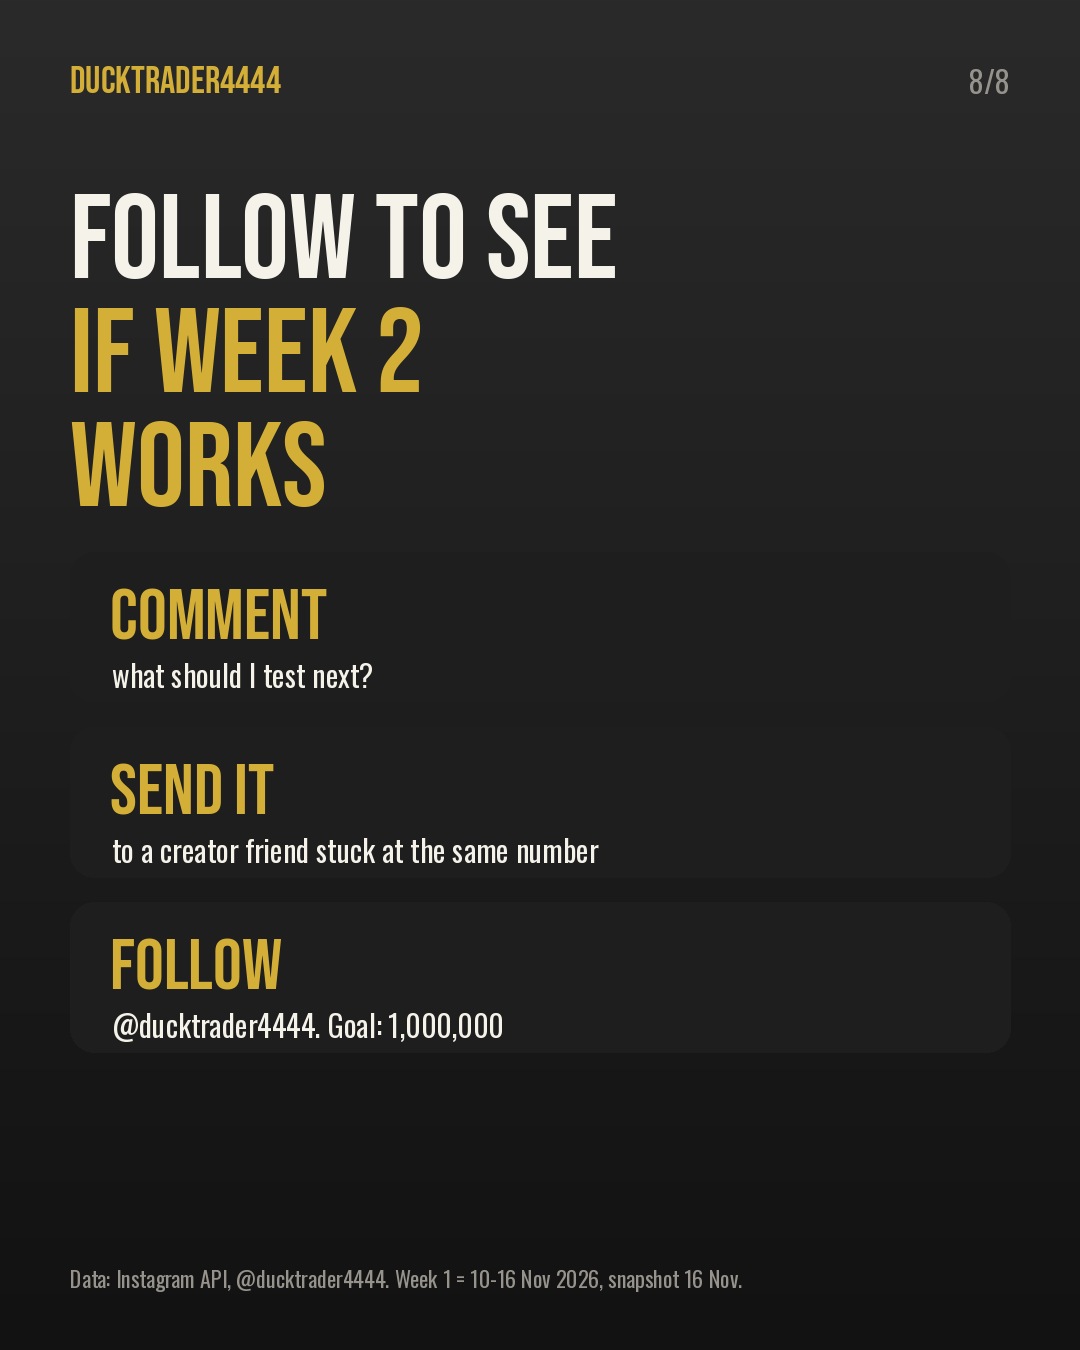 DUCKTRADER4444
8/8
FOLLOW TO SEE
IF WEEK 2
WORKS
COMMENT
what should I test next?
SEND IT
to a creator friend stuck at the same number
FOLLOW
@ducktrader4444. Goal: 1,000,000
Data: Instagram API, @ducktrader4444. Week 1 = 10-16 Nov 2026, snapshot 16 Nov.